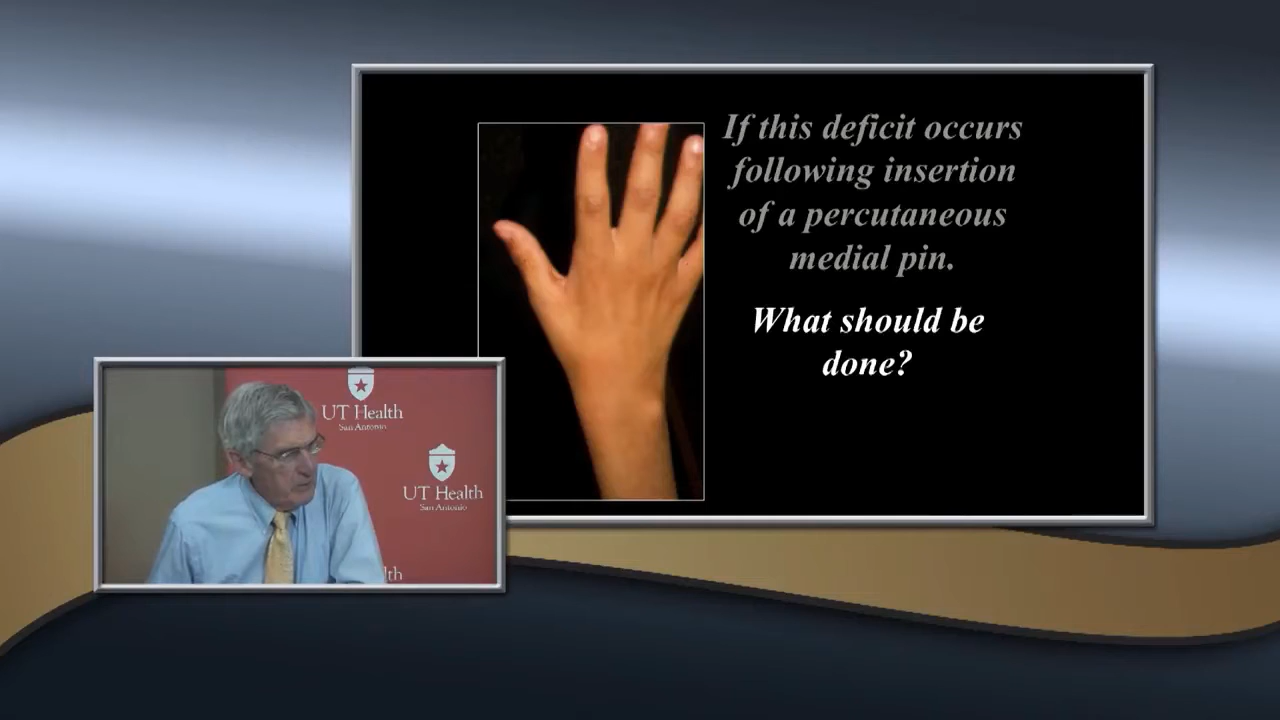 If this deficit occurs
following insertion
of a percutaneous
medial pin.
What should be
done?
UT Health
San Antonio
UT Health
San Antonio
lth